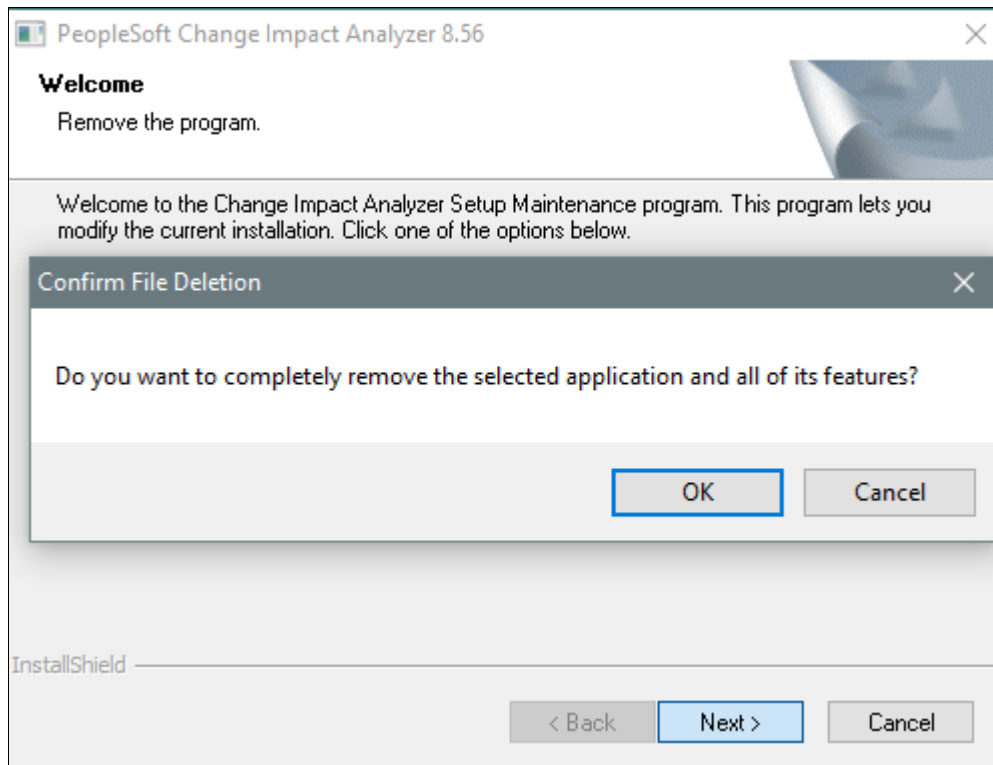 PeopleSoft Change Impact Analyzer 8.56
Welcome
Remove the program.
Welcome to the Change Impact Analyzer Setup Maintenance program. This program lets you
modify the current installation. Click one of the options below.
Confirm File Deletion
Do you want to completely remove the selected application and all of its features?
OK
Cancel
InstallShield
< Back
Next >
Cancel